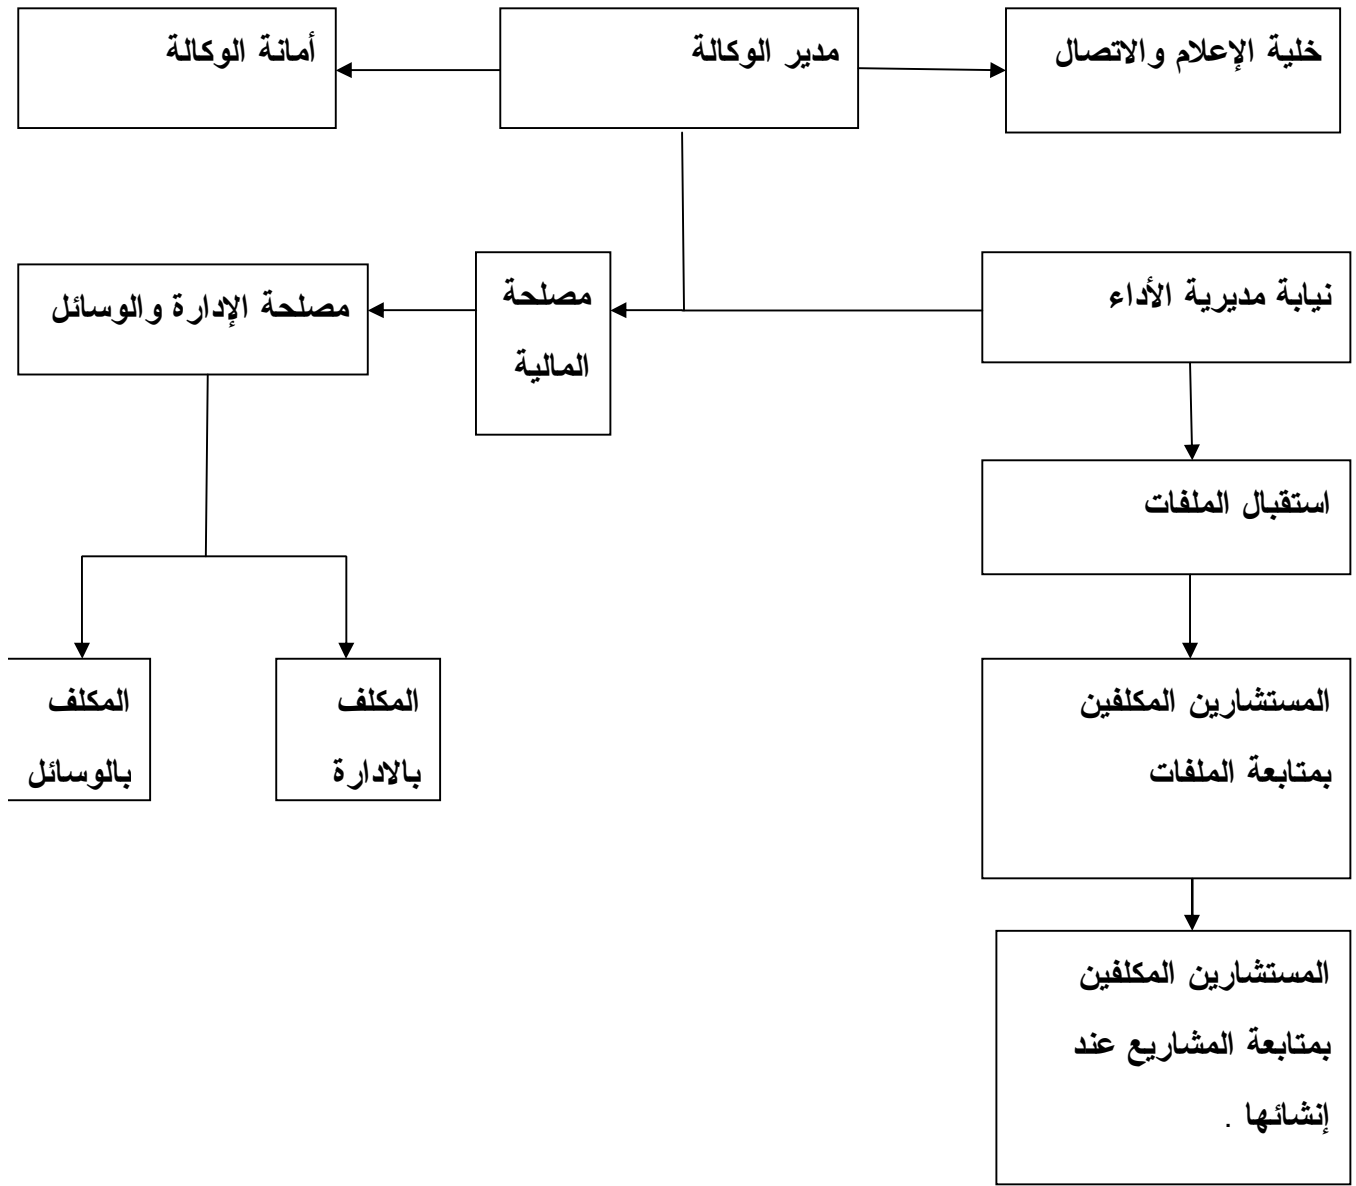 خلية الإعلام والاتصال
مدير الوكالة
أمانة الوكالة
نيابة مديرية الأداء
مصلحة
المالية
مصلحة الإدارة والوسائل
استقبال الملفات
المستشارين المكلفين
بمتابعة الملفات
المكلف
بالادارة
المكلف
بالوسائل
المستشارين المكلفين
بمتابعة المشاريع عند
إنشائها .